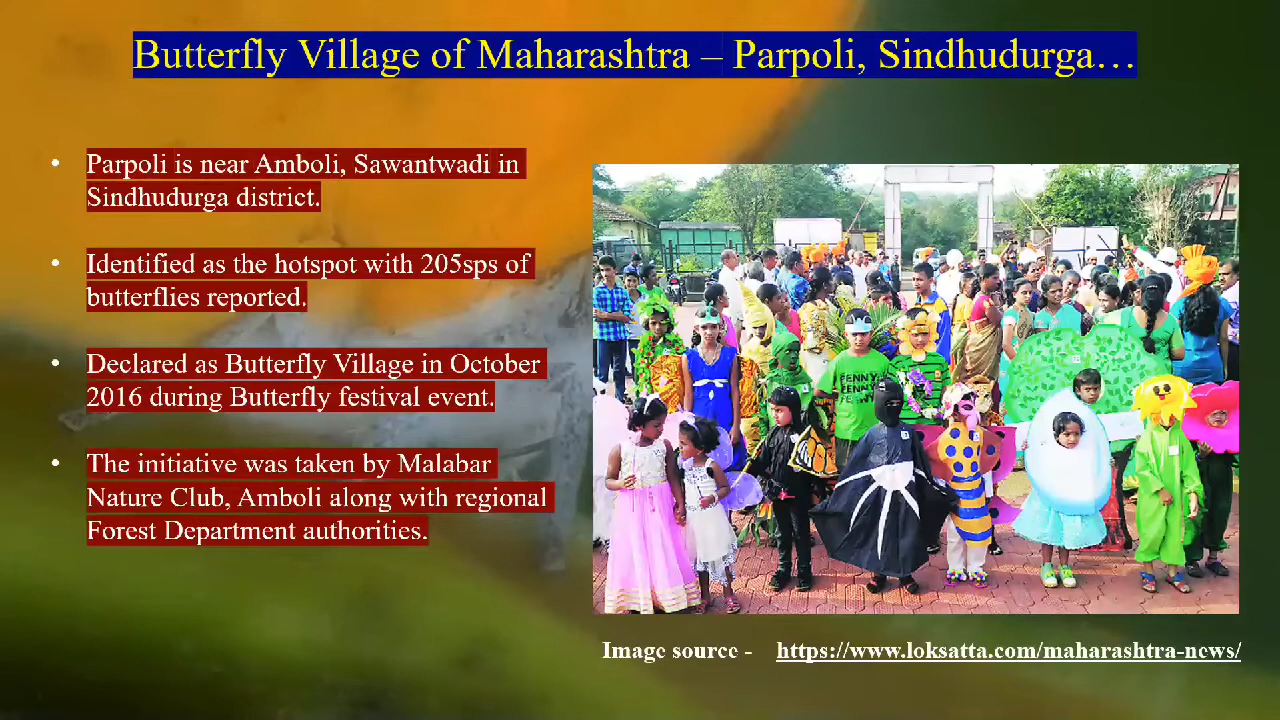 Butterfly Village of Maharashtra – Parpoli, Sindhudurga…
• Parpoli is near Amboli, Sawantwadi in
Sindhudurga district.
• Identified as the hotspot with 205sps of
butterflies reported.
• Declared as Butterfly Village in October
2016 during Butterfly festival event.
• The initiative was taken by Malabar
Nature Club, Amboli along with regional
Forest Department authorities.
PENNY
PENNY
Image source - https://www.loksatta.com/maharashtra-news/